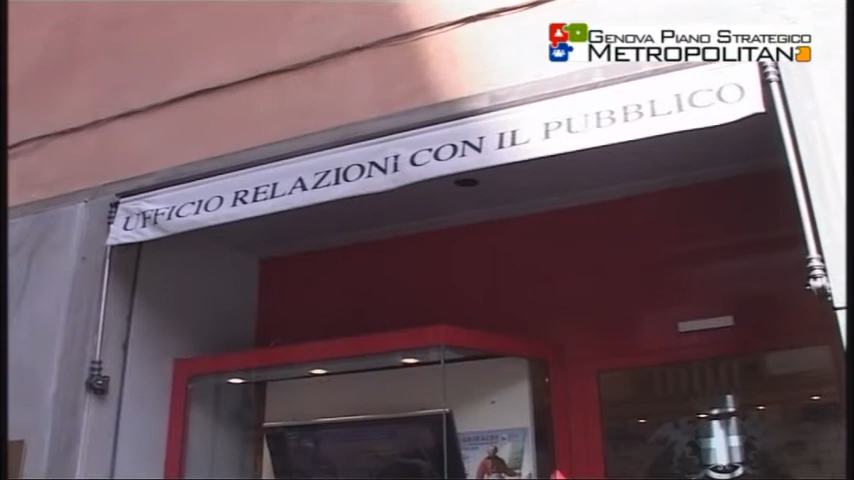 GENOVA PIANO STRATEGICO
METROPOLITANO
UFFICIO RELAZIONI CON IL PUBBLICO